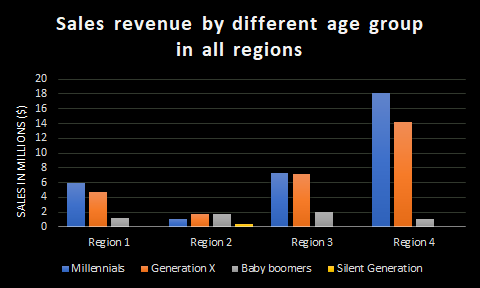 Sales revenue by different age group
in all regions
SALES IN MILLIONS ($)
20
18
16
14
12
10
8
6
4
2
0
Region 1 Region 2 Region 3 Region 4
Millennials Generation X Baby boomers Silent Generation